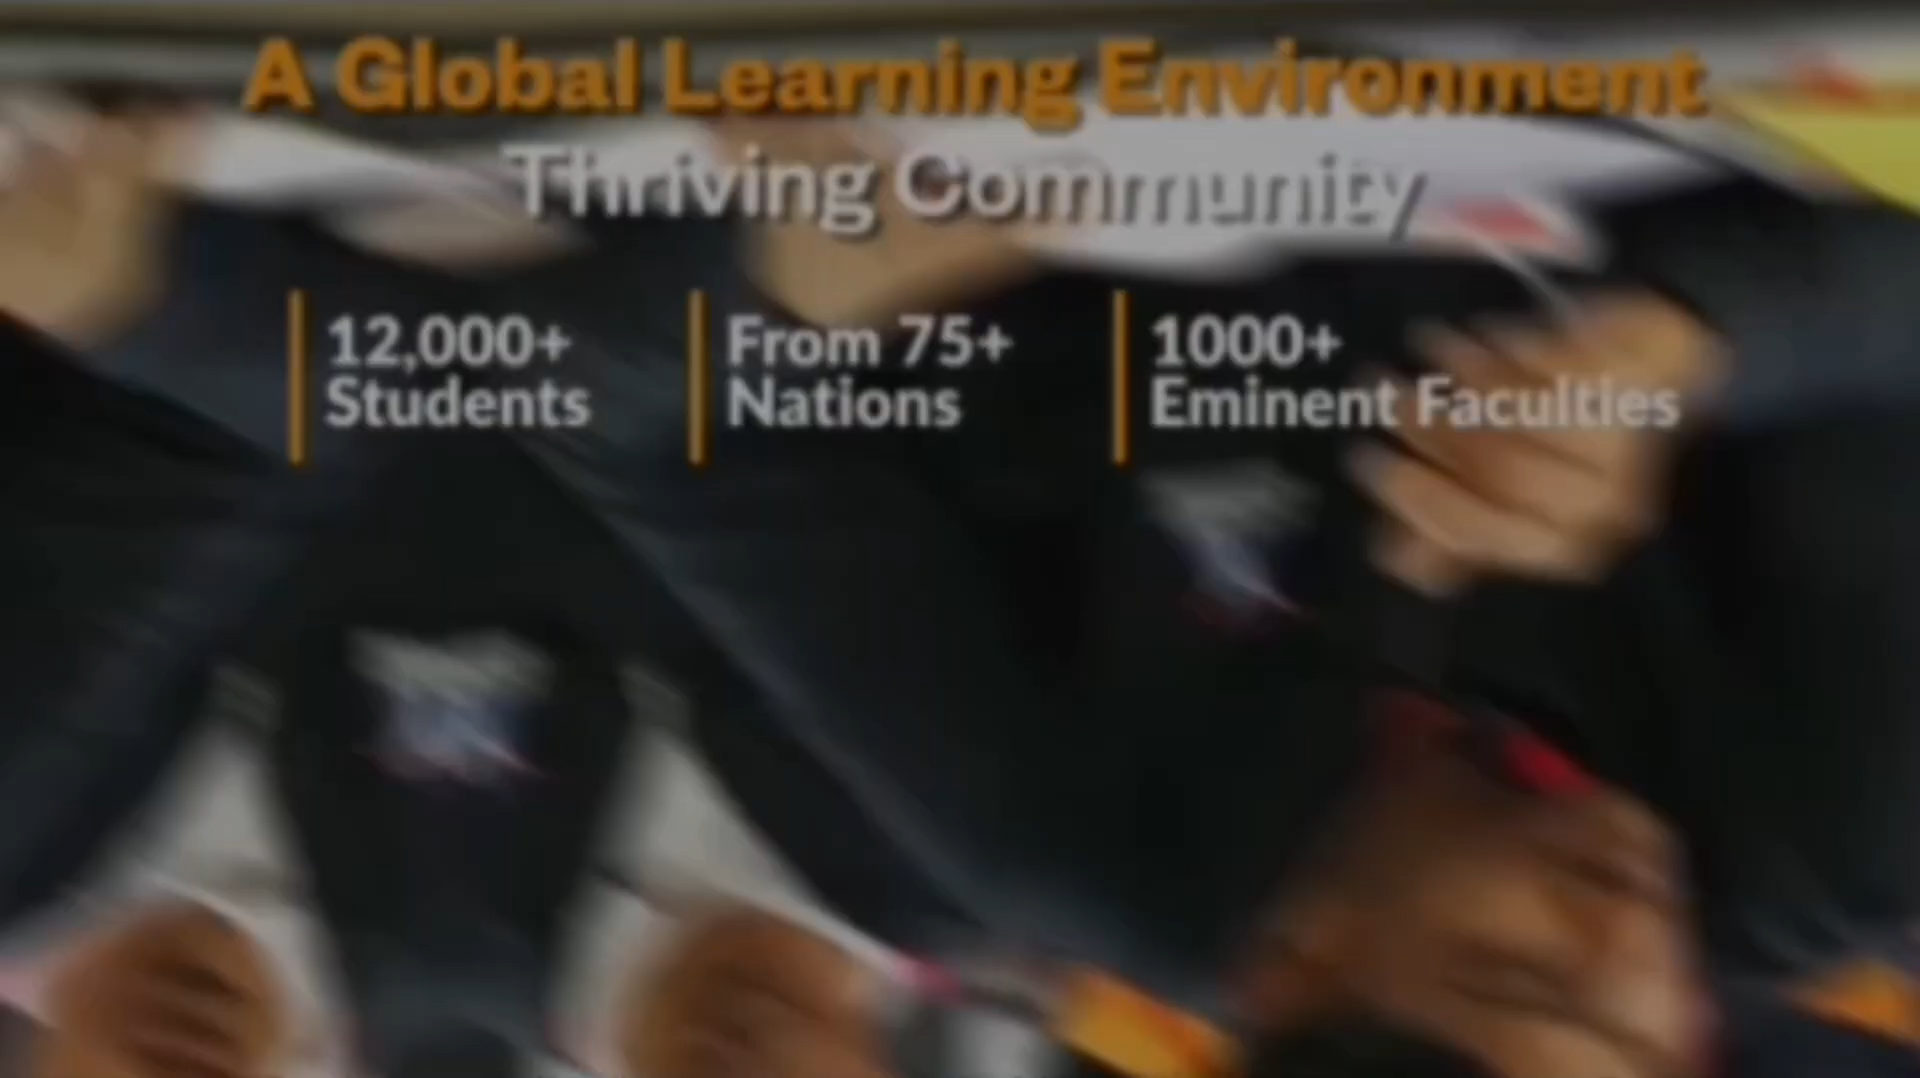 A Global Learning Environment
Thriving Community
12,000+
Students
From 75+
Nations
1000+
Eminent Faculties